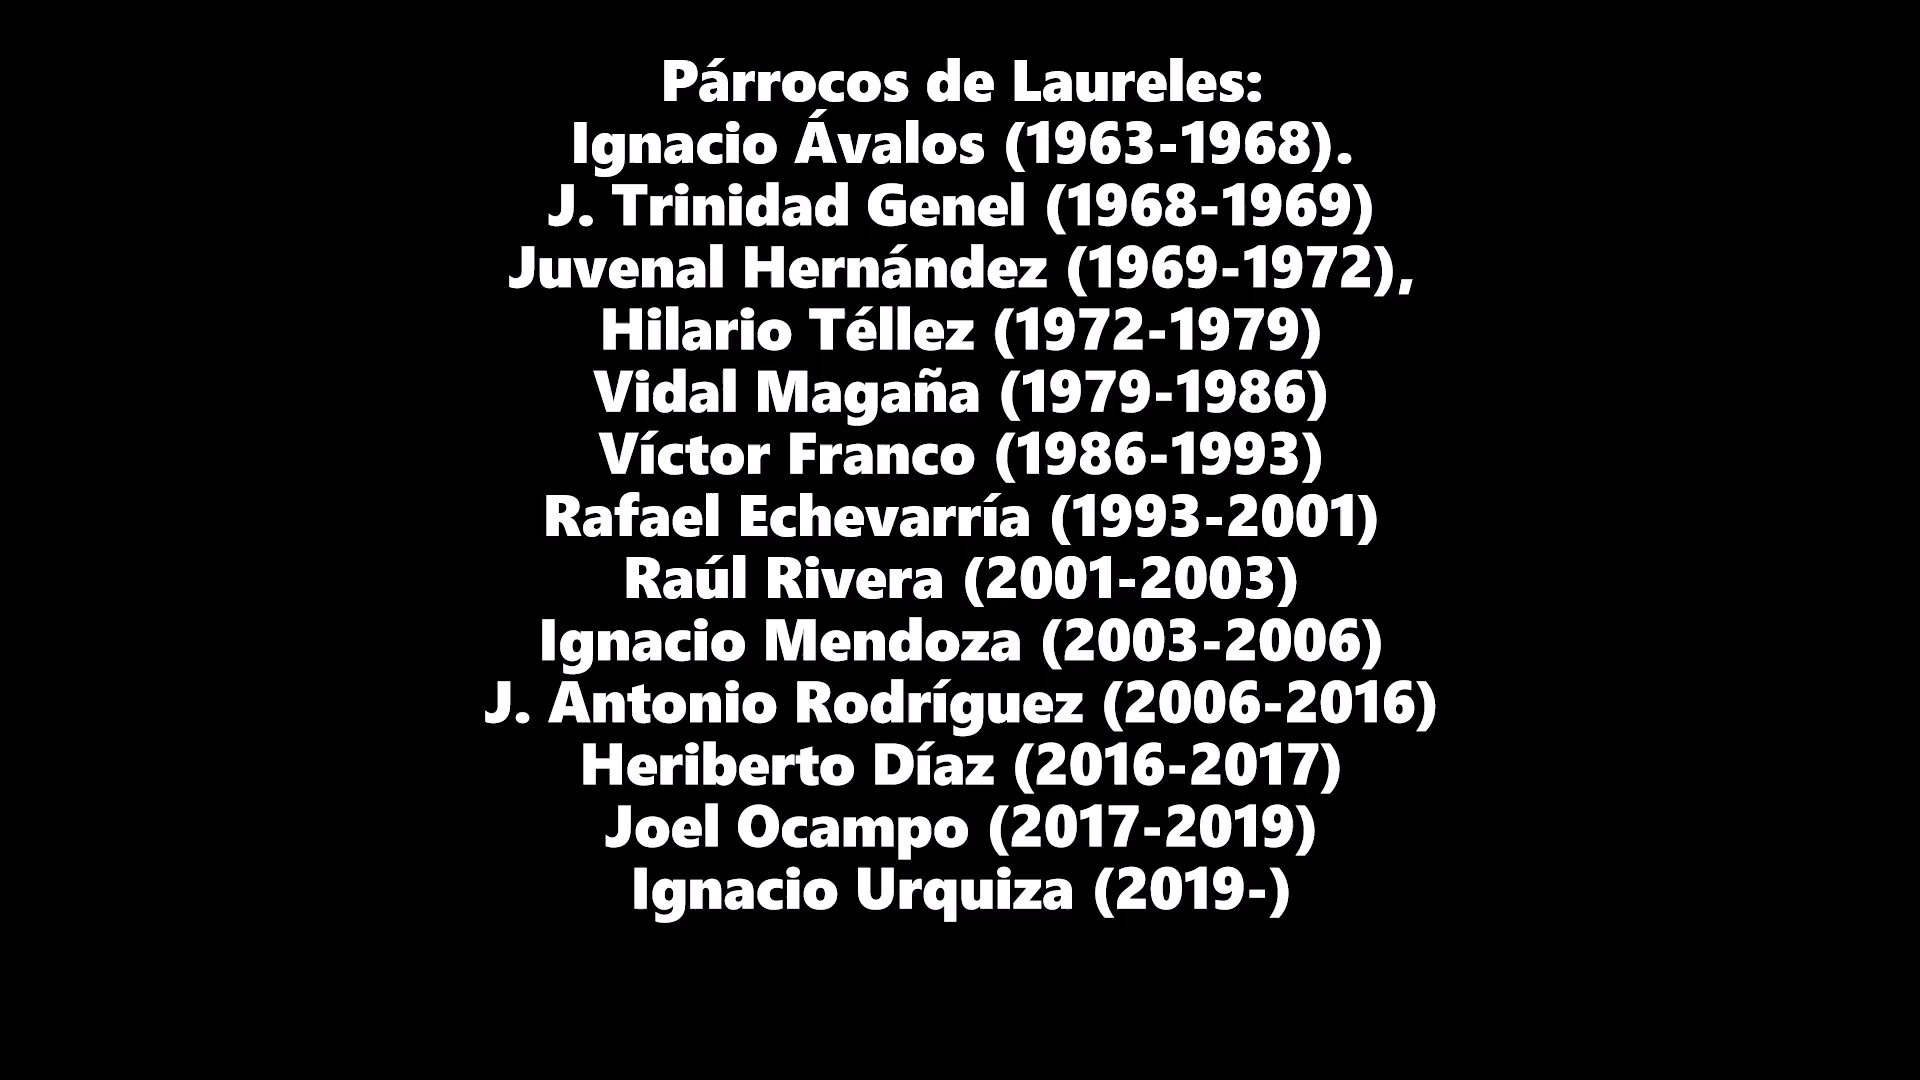 Párrocos de Laureles:
Ignacio Ávalos (1963-1968).
J. Trinidad Genel (1968-1969)
Juvenal Hernández (1969-1972),
Hilario Téllez (1972-1979)
Vidal Magaña (1979-1986)
Víctor Franco (1986-1993)
Rafael Echevarría (1993-2001)
Raúl Rivera (2001-2003)
Ignacio Mendoza (2003-2006)
J. Antonio Rodríguez (2006-2016)
Heriberto Díaz (2016-2017)
Joel Ocampo (2017-2019)
Ignacio Urquiza (2019-)